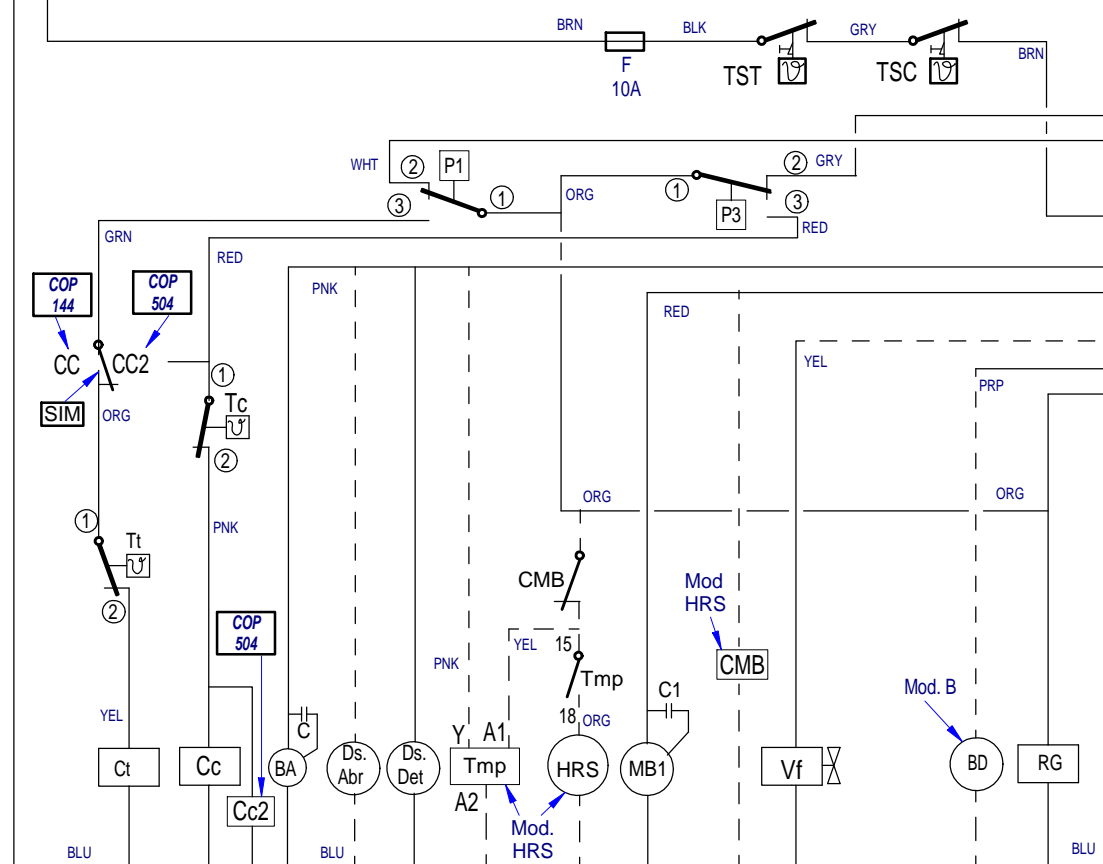 BRN
BLK
GRY
BRN
F
10A
TST
TSC
WHT
2
P1
1
3
ORG
1
P3
2
GRY
3
RED
GRN
RED
COP
144
COP
504
PNK
RED
CC
CC2
1
YEL
SIM
ORG
Tc
2
PRP
ORG
ORG
1
Tt
2
PNK
CMB
Mod
HRS
COP
504
YEL
15
PNK
Tmp
CMB
C1
Mod. B
YEL
C
Y
A1
18
ORG
Ct
Cc
BA
Ds.
Abr
Ds.
Det
Tmp
HRS
MB1
Vf
BD
RG
Cc2
A2
Mod.
HRS
BLU
BLU
BLU